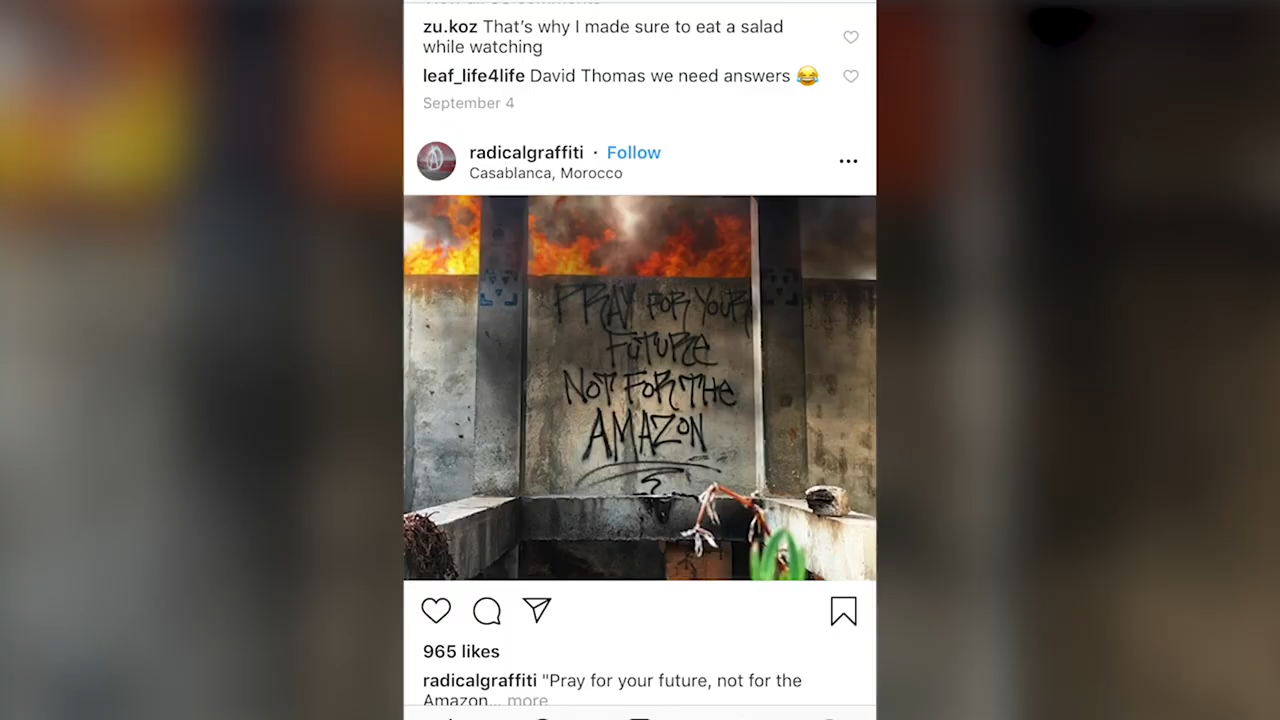 zu.koz That’s why I made sure to eat a salad
while watching
leaf_life4life David Thomas we need answers 😂
September 4
radicalgraffiti · Follow
Casablanca, Morocco
PRAY FOR YOUR
FUTURE
NOT FOR THE
AMAZON
965 likes
radicalgraffiti "Pray for your future, not for the
Amazon... more